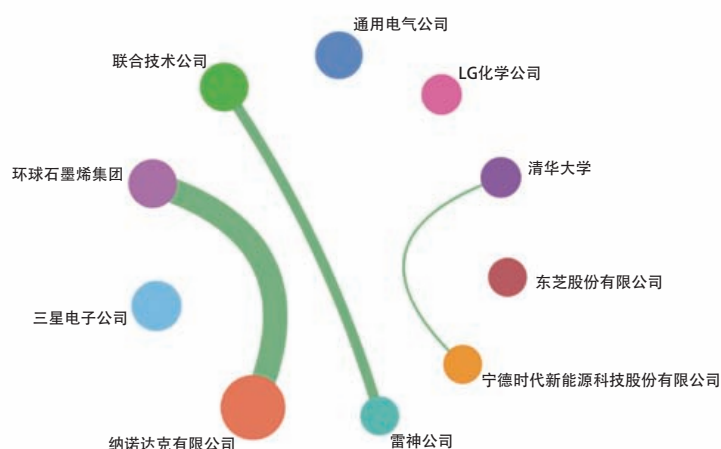 通用电气公司
联合技术公司
LG化学公司
环球石墨烯集团
清华大学
东芝股份有限公司
三星电子公司
宁德时代新能源科技股份有限公司
纳诺达克有限公司
雷神公司